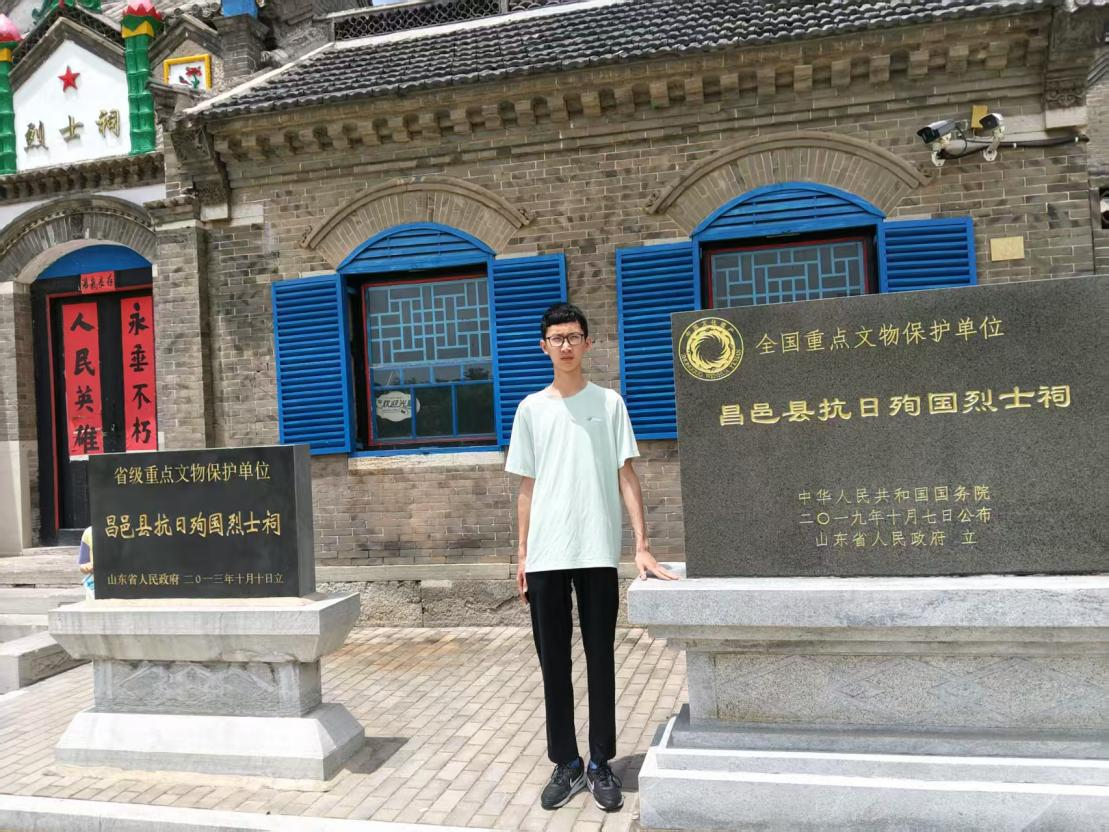 烈士祠
永垂不朽
人民英雄
欢迎光临
省级重点文物保护单位
昌邑县抗日殉国烈士祠
山东省人民政府 二〇一三年十月十日立
全国重点文物保护单位
昌邑县抗日殉国烈士祠
中华人民共和国国务院
二〇一九年十月七日公布
山东省人民政府 立